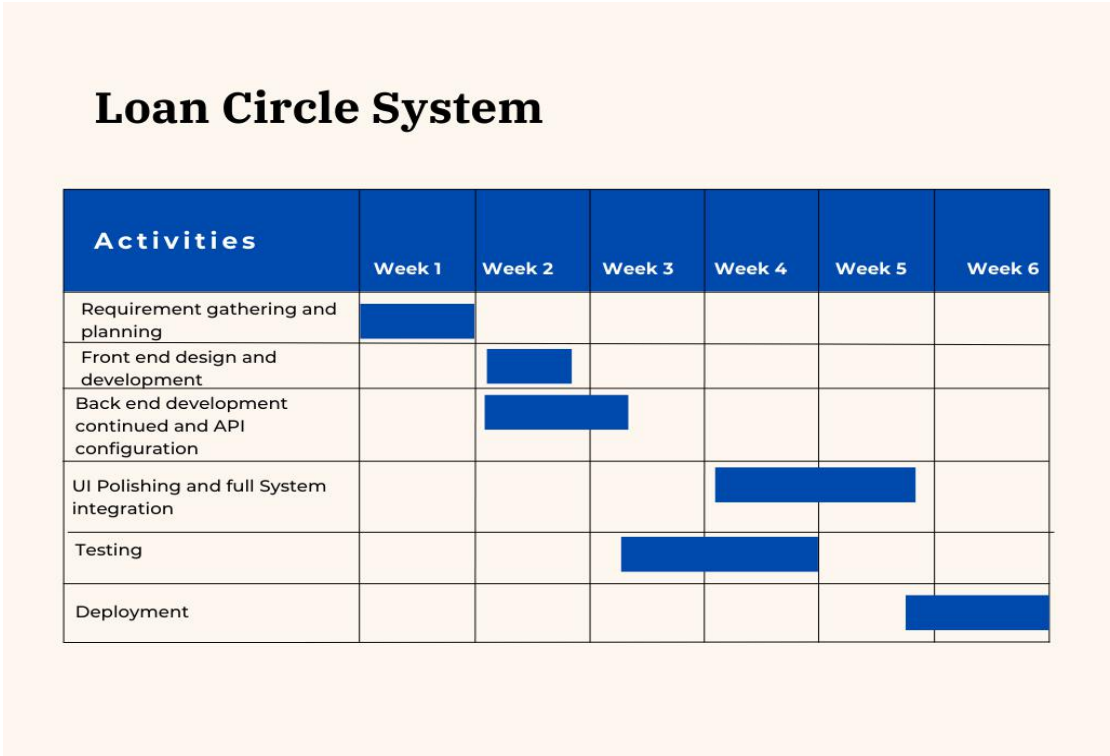 Loan Circle System
Activities
Week 1
Week 2
Week 3
Week 4
Week 5
Week 6
Requirement gathering and
planning
Front end design and
development
Back end development
continued and API
configuration
UI Polishing and full System
integration
Testing
Deployment